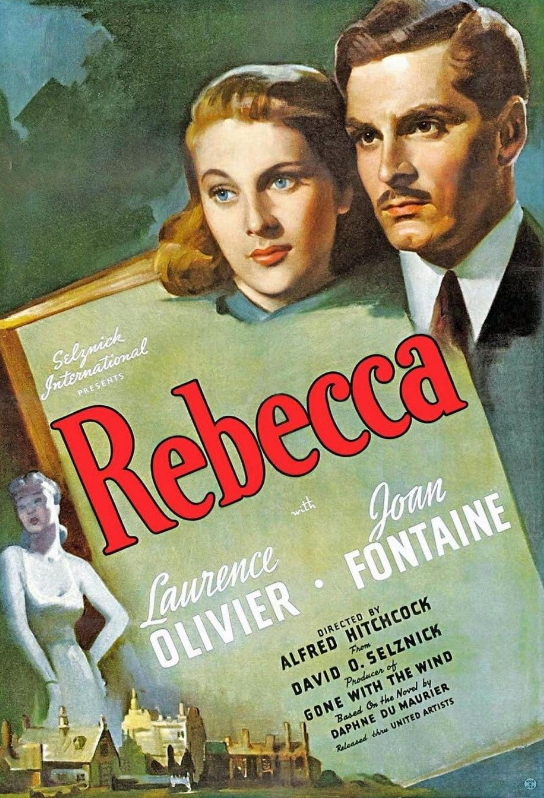 Selznick
International
PRESENTS
Rebecca
with
Laurence
OLIVIER • Joan
FONTAINE
DIRECTED BY
ALFRED HITCHCOCK
From
DAVID O. SELZNICK
Producer of
GONE WITH THE WIND
Based On the Novel by
DAPHNE DU MAURIER
Released thru UNITED ARTISTS